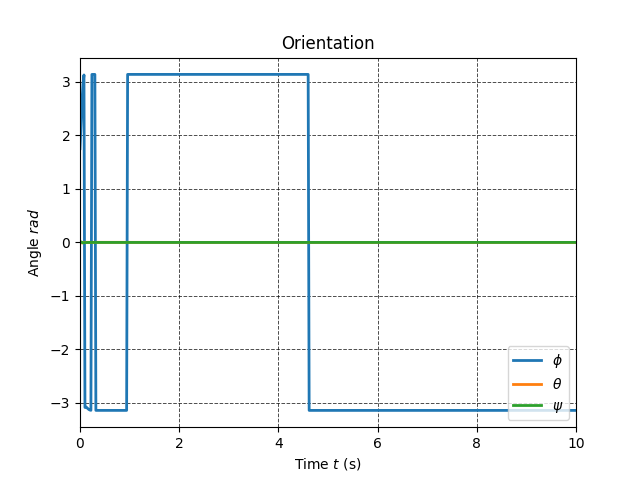 Orientation
Angle rad
3
2
1
0
−1
−2
−3
0 2 4 6 8 10
Time t (s)
ϕ
θ
ψ